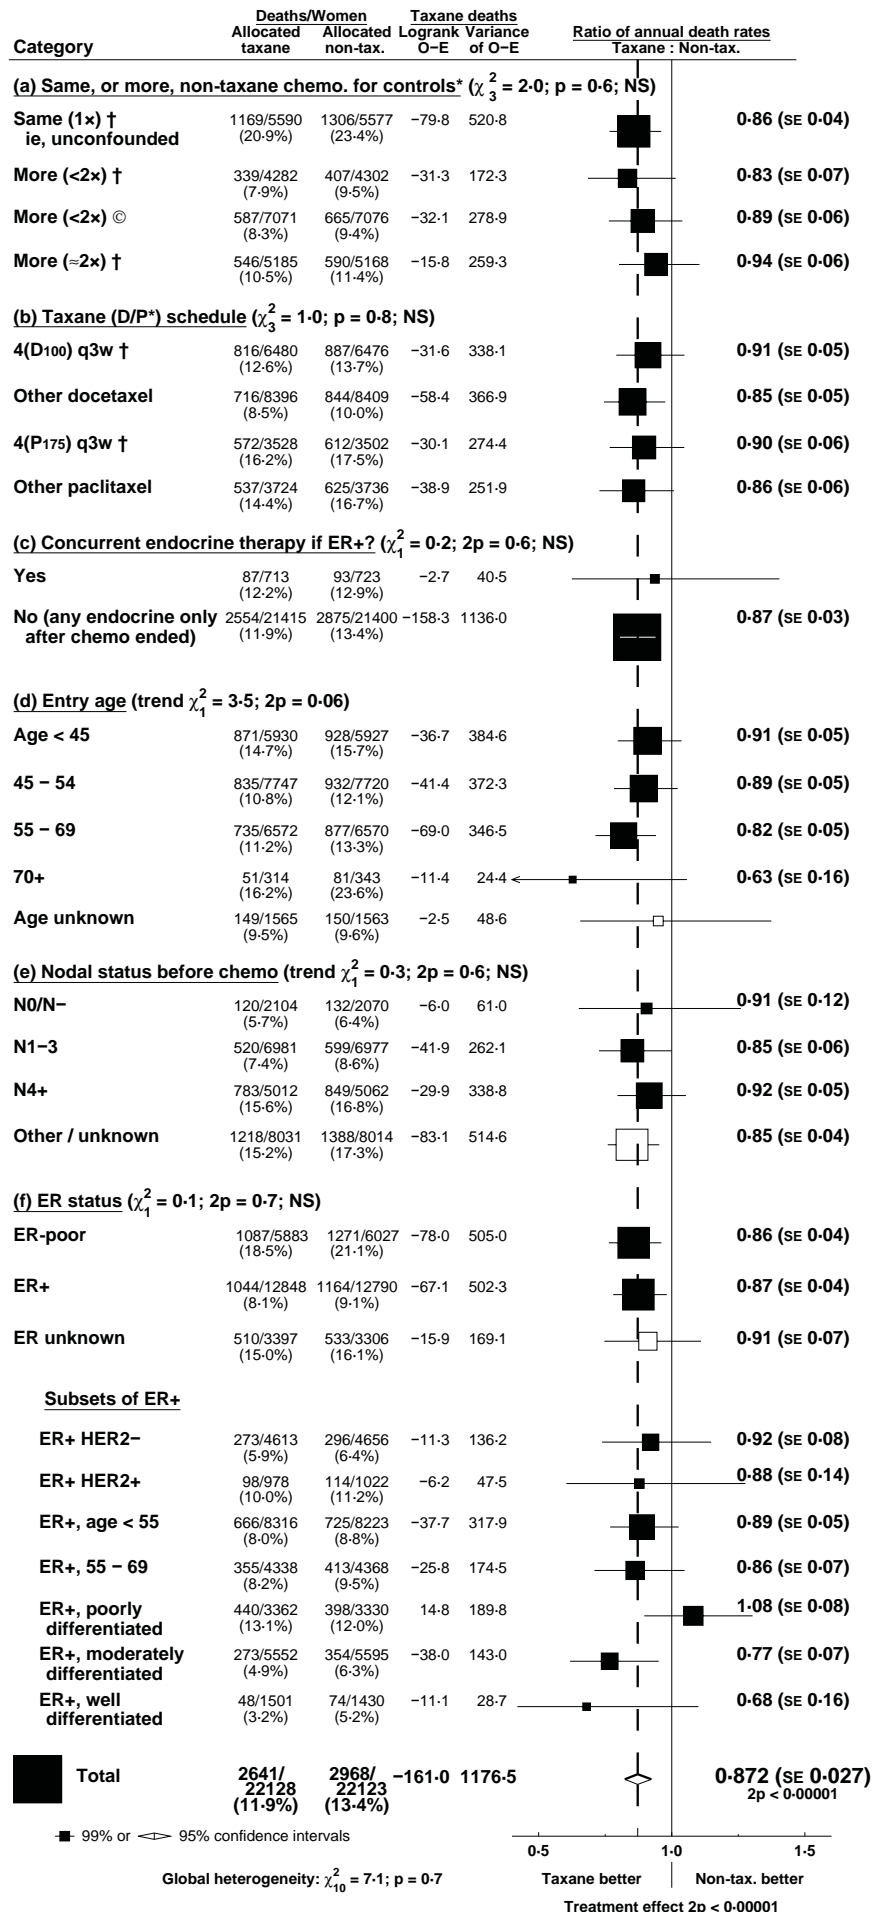 Deaths/Women Taxane deaths
Category Allocated taxane Allocated non-tax. Logrank O−E Variance of O−E Ratio of annual death rates Taxane : Non-tax.
(a) Same, or more, non-taxane chemo. for controls* (χ²₃ = 2·0; p = 0·6; NS)
Same (1×) † 1169/5590 1306/5577 −79·8 520·8 0·86 (SE 0·04)
ie, unconfounded (20·9%) (23·4%)
More (<2×) † 339/4282 407/4302 −31·3 172·3 0·83 (SE 0·07)
(7·9%) (9·5%)
More (<2×) © 587/7071 665/7076 −32·1 278·9 0·89 (SE 0·06)
(8·3%) (9·4%)
More (≈2×) † 546/5185 590/5168 −15·8 259·3 0·94 (SE 0·06)
(10·5%) (11·4%)
(b) Taxane (D/P*) schedule (χ²₃ = 1·0; p = 0·8; NS)
4(D100) q3w † 816/6480 887/6476 −31·6 338·1 0·91 (SE 0·05)
(12·6%) (13·7%)
Other docetaxel 716/8396 844/8409 −58·4 366·9 0·85 (SE 0·05)
(8·5%) (10·0%)
4(P175) q3w † 572/3528 612/3502 −30·1 274·4 0·90 (SE 0·06)
(16·2%) (17·5%)
Other paclitaxel 537/3724 625/3736 −38·9 251·9 0·86 (SE 0·06)
(14·4%) (16·7%)
(c) Concurrent endocrine therapy if ER+? (χ²₁ = 0·2; 2p = 0·6; NS)
Yes 87/713 93/723 −2·7 40·5
(12·2%) (12·9%)
No (any endocrine only 2554/21415 2875/21400 −158·3 1136·0 0·87 (SE 0·03)
after chemo ended) (11·9%) (13·4%)
(d) Entry age (trend χ²₁ = 3·5; 2p = 0·06)
Age < 45 871/5930 928/5927 −36·7 384·6 0·91 (SE 0·05)
(14·7%) (15·7%)
45 − 54 835/7747 932/7720 −41·4 372·3 0·89 (SE 0·05)
(10·8%) (12·1%)
55 − 69 735/6572 877/6570 −69·0 346·5 0·82 (SE 0·05)
(11·2%) (13·3%)
70+ 51/314 81/343 −11·4 24·4 0·63 (SE 0·16)
(16·2%) (23·6%)
Age unknown 149/1565 150/1563 −2·5 48·6
(9·5%) (9·6%)
(e) Nodal status before chemo (trend χ²₁ = 0·3; 2p = 0·6; NS)
N0/N− 120/2104 132/2070 −6·0 61·0 0·91 (SE 0·12)
(5·7%) (6·4%)
N1−3 520/6981 599/6977 −41·9 262·1 0·85 (SE 0·06)
(7·4%) (8·6%)
N4+ 783/5012 849/5062 −29·9 338·8 0·92 (SE 0·05)
(15·6%) (16·8%)
Other / unknown 1218/8031 1388/8014 −83·1 514·6 0·85 (SE 0·04)
(15·2%) (17·3%)
(f) ER status (χ²₁ = 0·1; 2p = 0·7; NS)
ER-poor 1087/5883 1271/6027 −78·0 505·0 0·86 (SE 0·04)
(18·5%) (21·1%)
ER+ 1044/12848 1164/12790 −67·1 502·3 0·87 (SE 0·04)
(8·1%) (9·1%)
ER unknown 510/3397 533/3306 −15·9 169·1 0·91 (SE 0·07)
(15·0%) (16·1%)
Subsets of ER+
ER+ HER2− 273/4613 296/4656 −11·3 136·2 0·92 (SE 0·08)
(5·9%) (6·4%)
ER+ HER2+ 98/978 114/1022 −6·2 47·5 0·88 (SE 0·14)
(10·0%) (11·2%)
ER+, age < 55 666/8316 725/8223 −37·7 317·9 0·89 (SE 0·05)
(8·0%) (8·8%)
ER+, 55 − 69 355/4338 413/4368 −25·8 174·5 0·86 (SE 0·07)
(8·2%) (9·5%)
ER+, poorly 440/3362 398/3330 14·8 189·8 1·08 (SE 0·08)
differentiated (13·1%) (12·0%)
ER+, moderately 273/5552 354/5595 −38·0 143·0 0·77 (SE 0·07)
differentiated (4·9%) (6·3%)
ER+, well 48/1501 74/1430 −11·1 28·7 0·68 (SE 0·16)
differentiated (3·2%) (5·2%)
Total 2641/ 2968/ −161·0 1176·5 0·872 (SE 0·027)
22128 22123 2p < 0·00001
(11·9%) (13·4%)
99% or 95% confidence intervals
0·5 1·0 1·5
Global heterogeneity: χ²₁₀ = 7·1; p = 0·7 Taxane better Non-tax. better
Treatment effect 2p < 0·00001